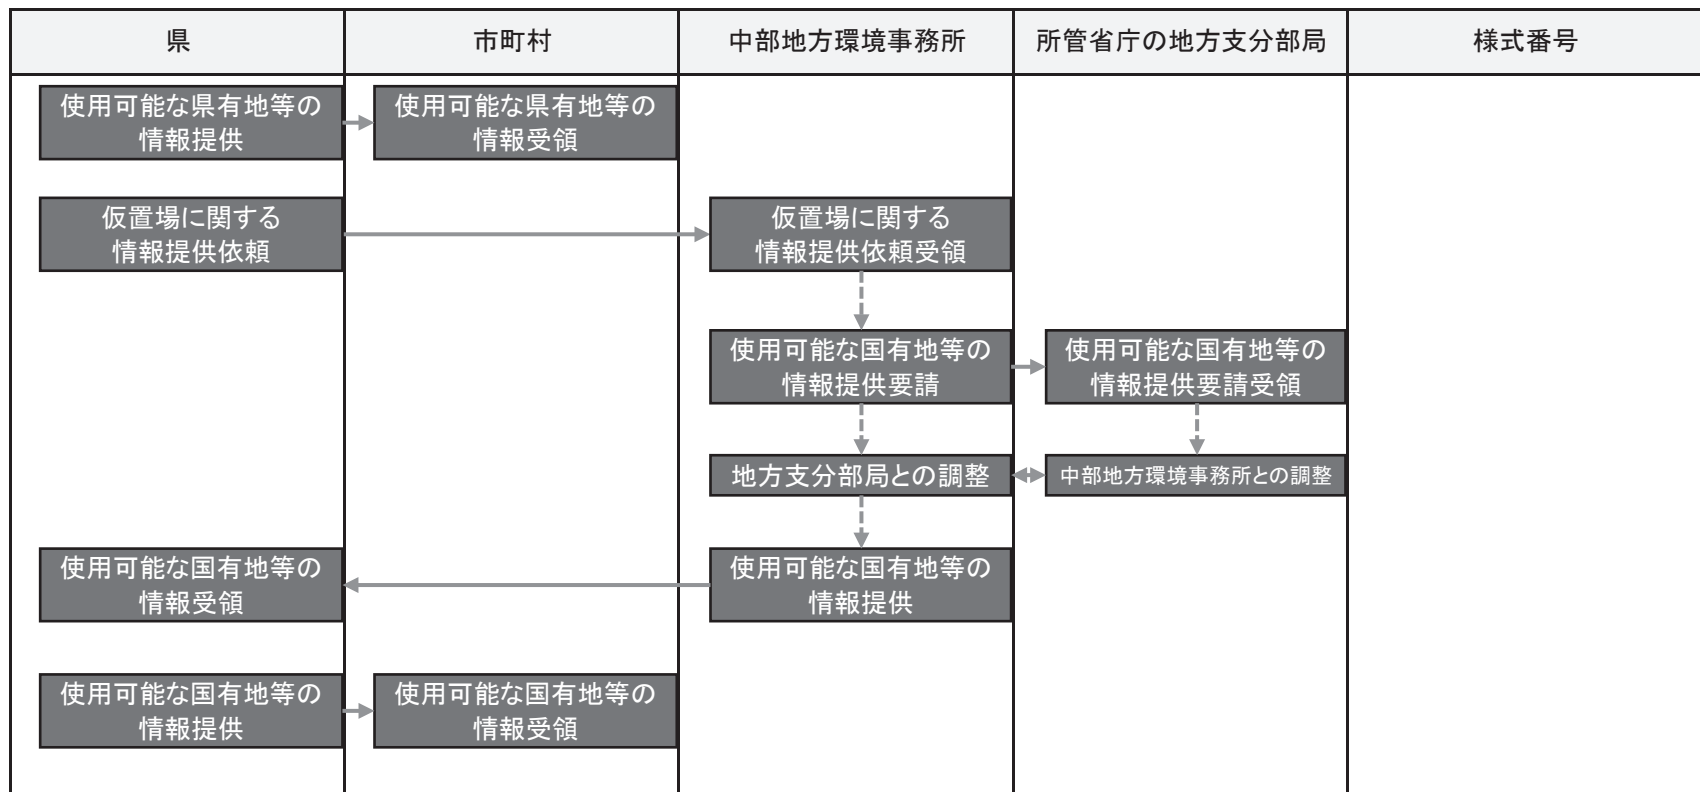 県
市町村
中部地方環境事務所
所管省庁の地方支分部局
様式番号
使用可能な県有地等の
情報提供
使用可能な県有地等の
情報受領
仮置場に関する
情報提供依頼
仮置場に関する
情報提供依頼受領
使用可能な国有地等の
情報提供要請
使用可能な国有地等の
情報提供要請受領
地方支分部局との調整
中部地方環境事務所との調整
使用可能な国有地等の
情報受領
使用可能な国有地等の
情報提供
使用可能な国有地等の
情報提供
使用可能な国有地等の
情報受領